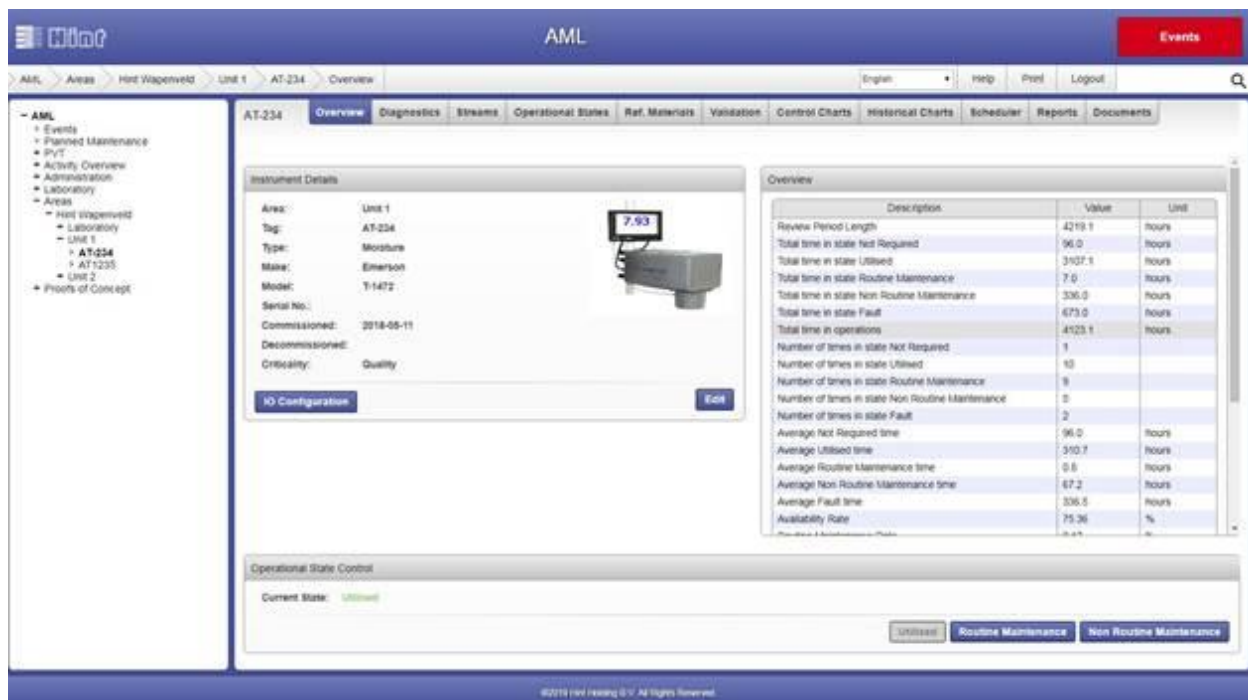 Hint
AML
Events
AML Areas Hint Wapenveld Unit 1 AT-234 Overview
English Help Print Logout
AML
Events
Planned Maintenance
PVT
Activity Overview
Administration
Laboratory
Areas
Hint Wapenveld
Laboratory
Unit 1
AT-234
AT1235
Unit 2
Proofs of Concept
AT-234 Overview Diagnostics Streams Operational States Ref. Materials Validation Control Charts Historical Charts Scheduler Reports Documents
Instrument Details
Area: Unit 1
Tag: AT-234
Type: Moisture
Make: Emerson
Model: T-1472
Serial No.:
Commissioned: 2018-05-11
Decommissioned:
Criticality: Quality
7.93
IO Configuration Edit
Overview
Description Value Unit
Review Period Length 4219.1 hours
Total time in state Not Required 96.0 hours
Total time in state Utilised 3107.1 hours
Total time in state Routine Maintenance 7.0 hours
Total time in state Non Routine Maintenance 336.0 hours
Total time in state Fault 673.0 hours
Total time in operations 4123.1 hours
Number of times in state Not Required 1
Number of times in state Utilised 10
Number of times in state Routine Maintenance 9
Number of times in state Non Routine Maintenance
Number of times in state Fault 2
Average Not Required time 96.0 hours
Average Utilised time 310.7 hours
Average Routine Maintenance time 0.8 hours
Average Non Routine Maintenance time 67.2 hours
Average Fault time 336.5 hours
Availability Rate 75.36 %
Operational State Control
Current State: Utilised
Utilised Routine Maintenance Non Routine Maintenance
©2019 Hint Holding B.V. All Rights Reserved.